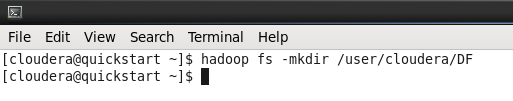 File Edit View Search Terminal Help
[cloudera@quickstart ~]$ hadoop fs -mkdir /user/cloudera/DF
[cloudera@quickstart ~]$